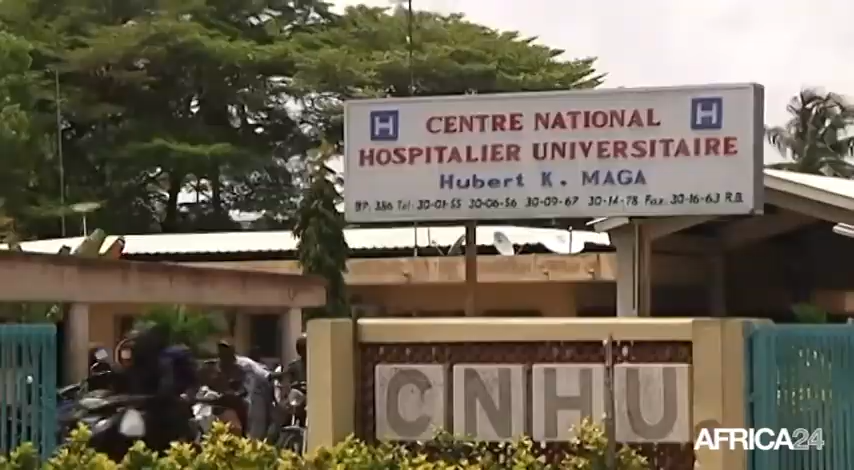 H CENTRE NATIONAL H
HOSPITALIER UNIVERSITAIRE
Hubert K. MAGA
BP: 386 Tel: 30-01-55 30-06-56 30-09-67 30-14-78 Fax: 30-16-63 R.B.
CNHU
AFRICA24